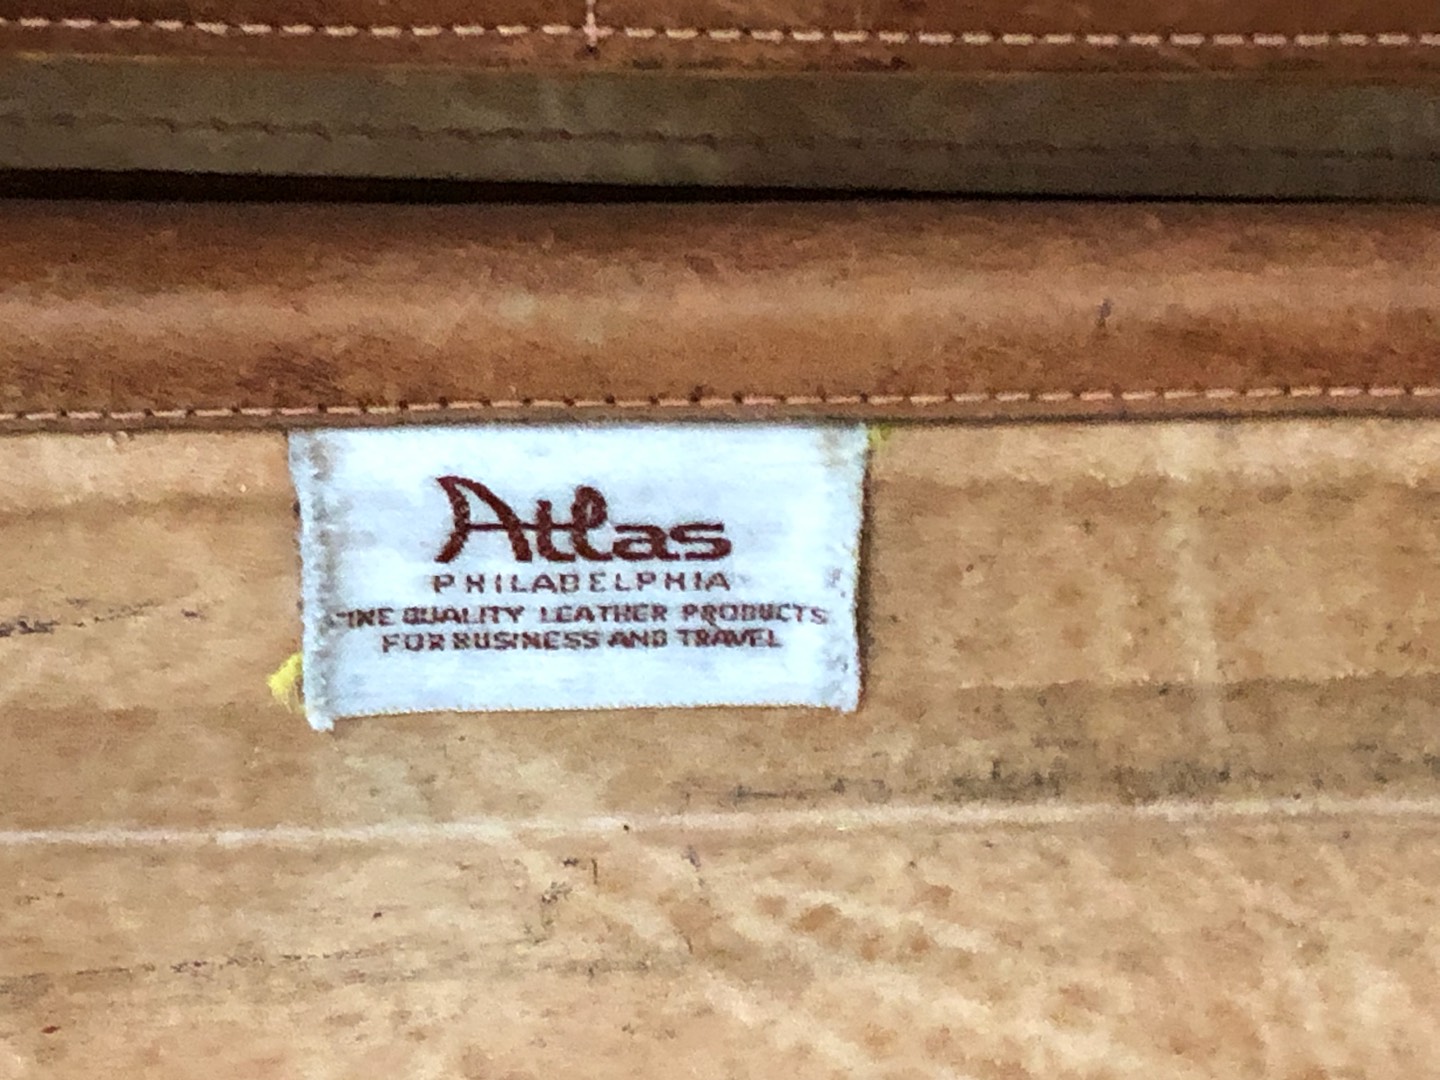 Atlas
PHILADELPHIA
FINE QUALITY LEATHER PRODUCTS
FOR BUSINESS AND TRAVEL